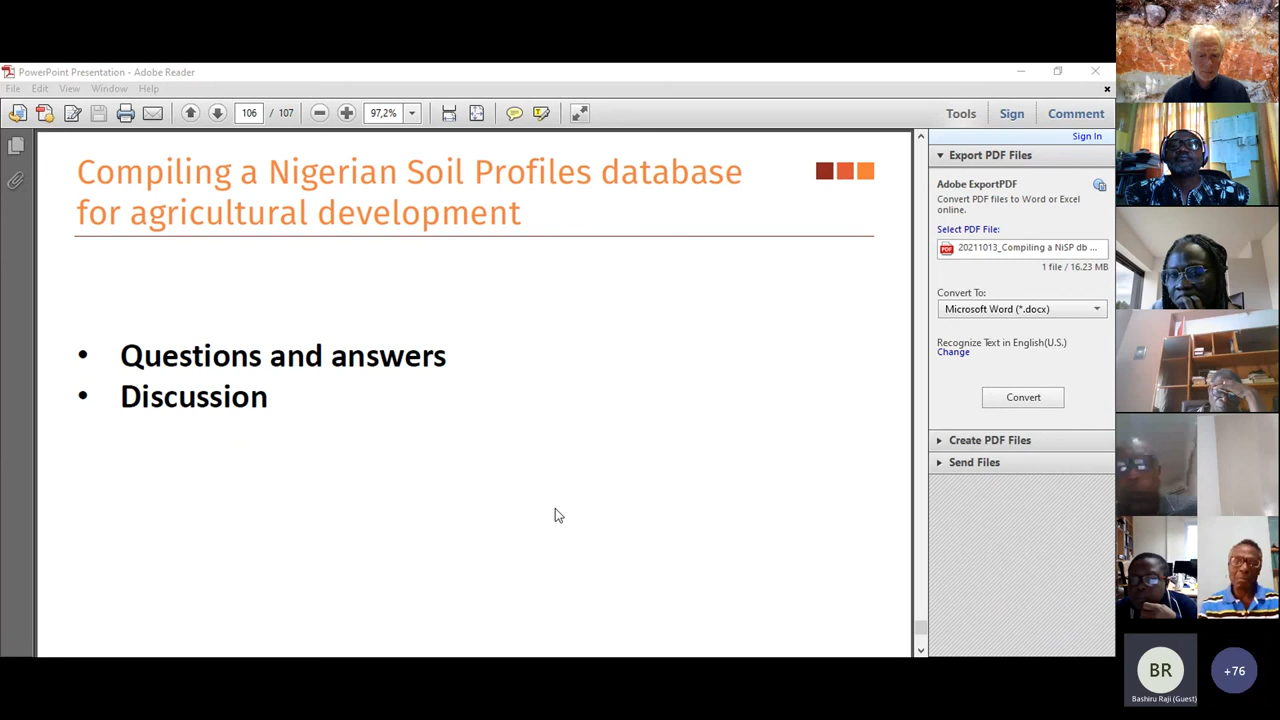 PowerPoint Presentation - Adobe Reader
File Edit View Window Help
106 / 107
97,2%
Tools Sign Comment
Sign In
Compiling a Nigerian Soil Profiles database
for agricultural development
• Questions and answers
• Discussion
Export PDF Files
Adobe ExportPDF
Convert PDF files to Word or Excel
online.
Select PDF File:
PDF
20211013_Compiling a NiSP db ...
1 file / 16.23 MB
Convert To:
Microsoft Word (*.docx)
Recognize Text in English(U.S.)
Change
Convert
Create PDF Files
Send Files
BR
Bashiru Raji (Guest)
+76